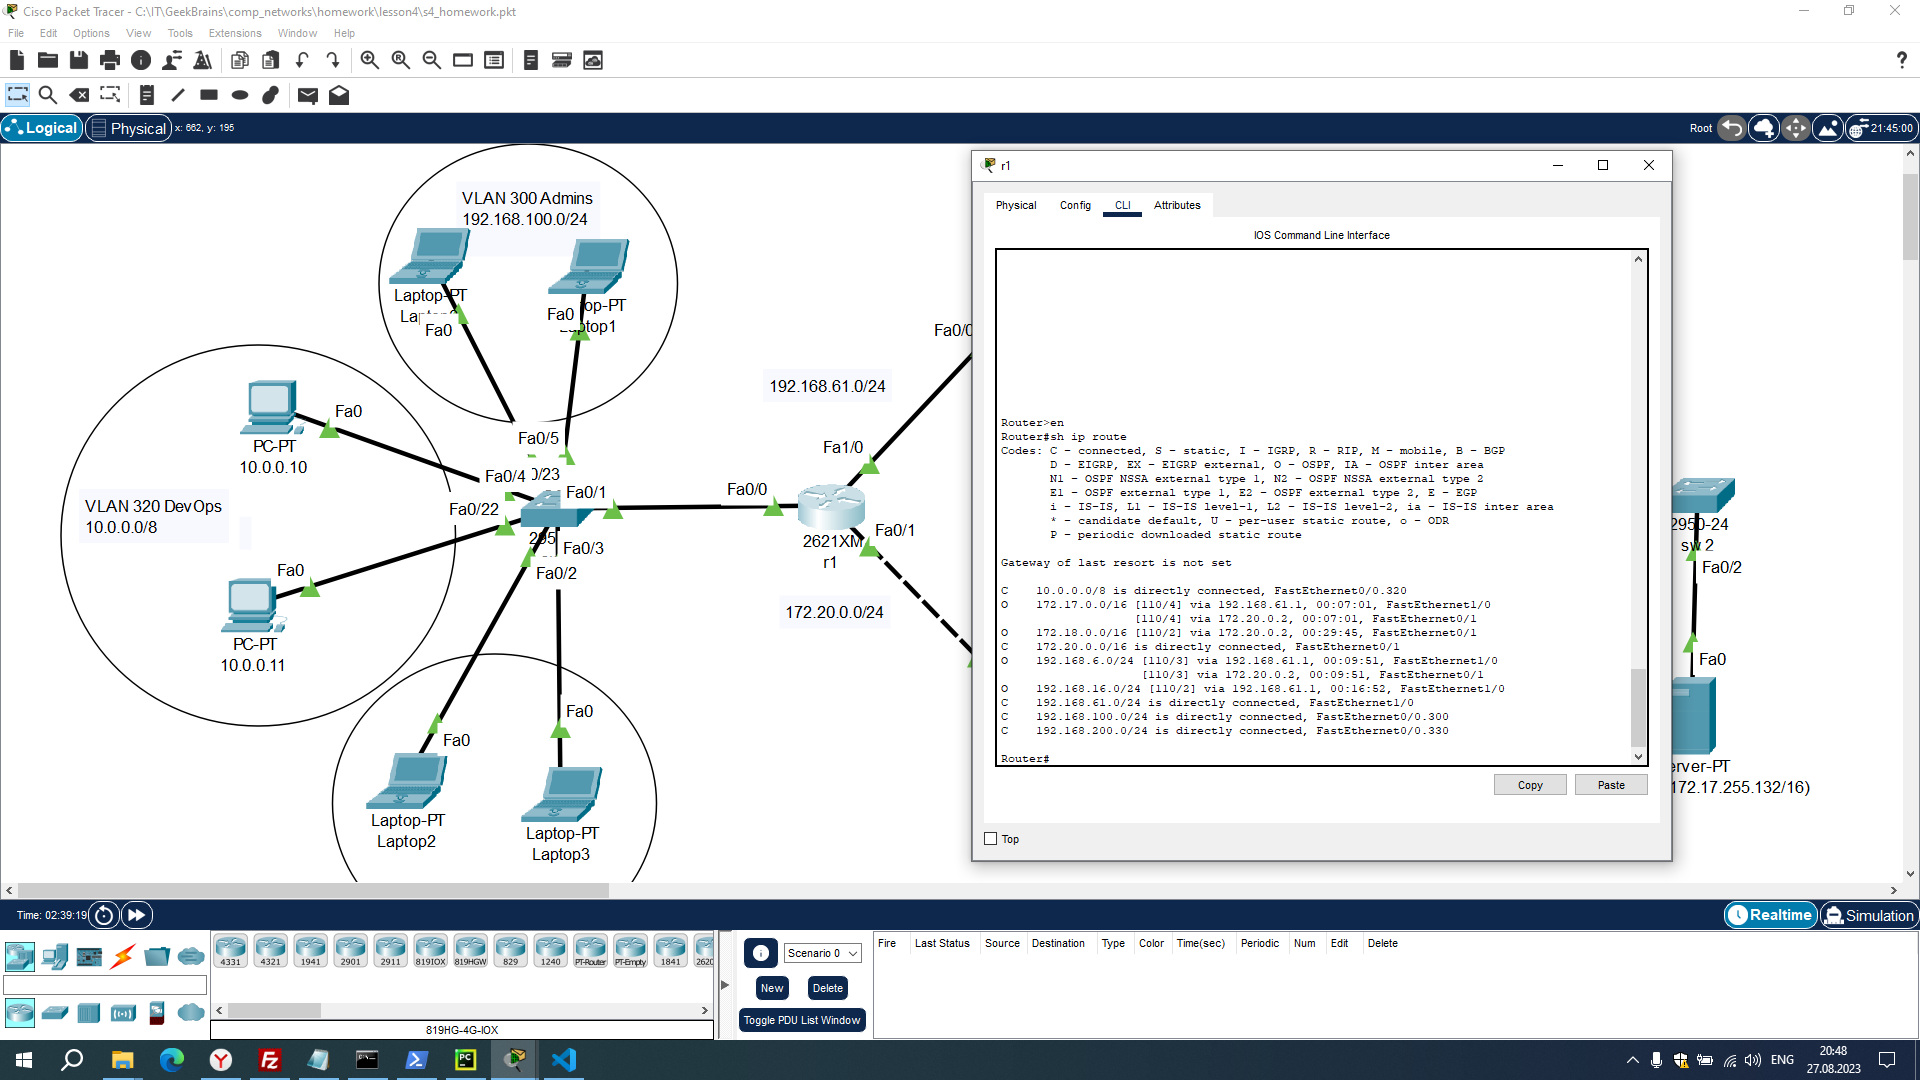 Cisco Packet Tracer - C:\IT\GeekBrains\comp_networks\homework\lesson4\s4_homework.pkt
File Edit Options View Tools Extensions Window Help
Logical Physical x: 662, y: 195
Root 21:45:00
VLAN 300 Admins
192.168.100.0/24
Laptop-PT
Fa0
Fa0
PC-PT
10.0.0.10
Fa0
VLAN 320 DevOps
10.0.0.0/8
Fa0
PC-PT
10.0.0.11
Fa0/5
Fa0/4
0/23
Fa0/1
Fa0/22
Fa0/3
Fa0/2
Fa0
Laptop-PT
Laptop2
Fa0
Laptop-PT
Laptop3
192.168.61.0/24
Fa0/0
Fa1/0
Fa0/0
Fa0/1
2621XM
r1
172.20.0.0/24
2950-24
sw 2
Fa0/2
Fa0
erver-PT
172.17.255.132/16)
r1
Physical Config CLI Attributes
IOS Command Line Interface
Router>en
Router#sh ip route
Codes: C - connected, S - static, I - IGRP, R - RIP, M - mobile, B - BGP
D - EIGRP, EX - EIGRP external, O - OSPF, IA - OSPF inter area
N1 - OSPF NSSA external type 1, N2 - OSPF NSSA external type 2
E1 - OSPF external type 1, E2 - OSPF external type 2, E - EGP
i - IS-IS, L1 - IS-IS level-1, L2 - IS-IS level-2, ia - IS-IS inter area
* - candidate default, U - per-user static route, o - ODR
P - periodic downloaded static route
Gateway of last resort is not set
C 10.0.0.0/8 is directly connected, FastEthernet0/0.320
O 172.17.0.0/16 [110/4] via 192.168.61.1, 00:07:01, FastEthernet1/0
[110/4] via 172.20.0.2, 00:07:01, FastEthernet0/1
O 172.18.0.0/16 [110/2] via 172.20.0.2, 00:29:45, FastEthernet0/1
C 172.20.0.0/16 is directly connected, FastEthernet0/1
O 192.168.6.0/24 [110/3] via 192.168.61.1, 00:09:51, FastEthernet1/0
[110/3] via 172.20.0.2, 00:09:51, FastEthernet0/1
O 192.168.16.0/24 [110/2] via 192.168.61.1, 00:16:52, FastEthernet1/0
C 192.168.61.0/24 is directly connected, FastEthernet1/0
C 192.168.100.0/24 is directly connected, FastEthernet0/0.300
C 192.168.200.0/24 is directly connected, FastEthernet0/0.330
Router#
Copy Paste
Top
Time: 02:39:19
Realtime Simulation
4331 4321 1941 2901 2911 819IOX 819HGW 829 1240 PT-Router PT-Empty 1841 2620
819HG-4G-IOX
Scenario 0
New Delete
Toggle PDU List Window
Fire Last Status Source Destination Type Color Time(sec) Periodic Num Edit Delete
ENG
20:48
27.08.2023